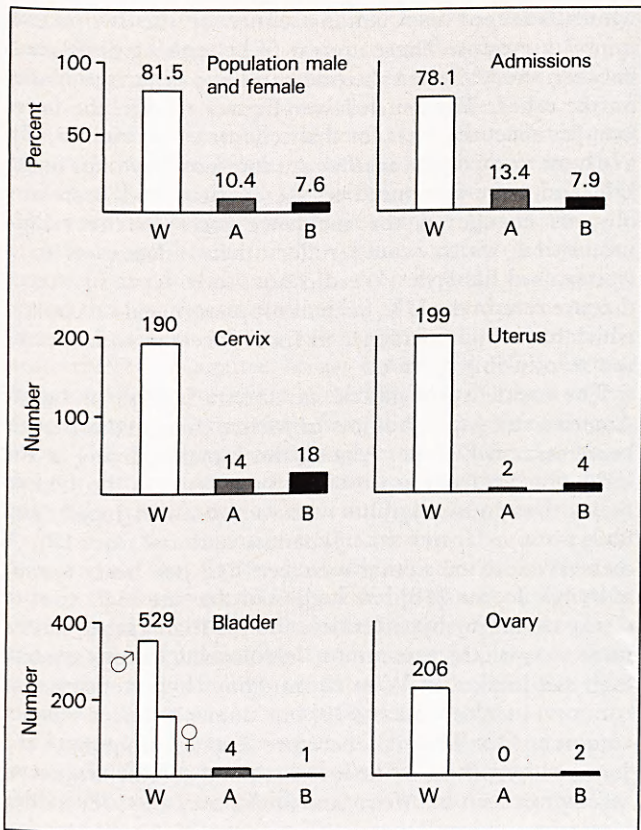 100
50
Percent
81.5
Population male
and female
10.4
7.6
W
A
B
Admissions
78.1
13.4
7.9
W
A
B
200
100
Number
190
Cervix
14
18
W
A
B
199
Uterus
2
4
W
A
B
400
200
Number
529
Bladder
♂
♀
4
1
W
A
B
206
Ovary
0
2
W
A
B